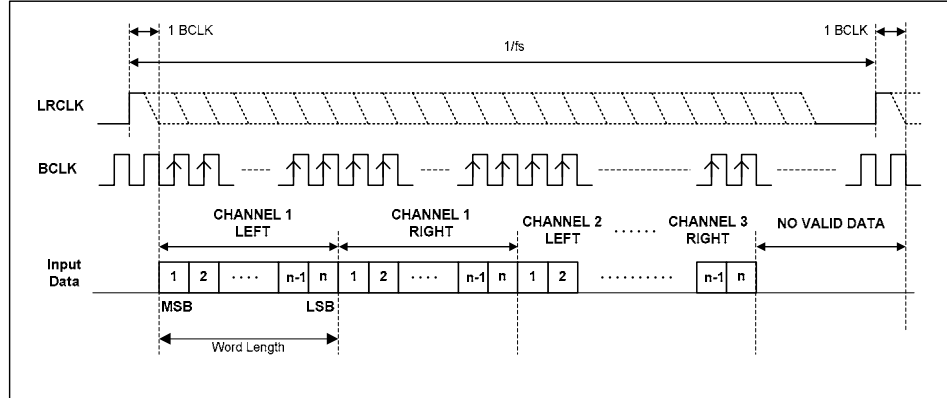 1 BCLK
1 BCLK
1/fs
LRCLK
BCLK
CHANNEL 1
LEFT
CHANNEL 1
RIGHT
CHANNEL 2
LEFT
CHANNEL 3
RIGHT
NO VALID DATA
Input
Data
1 2 n-1 n 1 2 n-1 n 1 2 n-1 n
MSB
LSB
Word Length